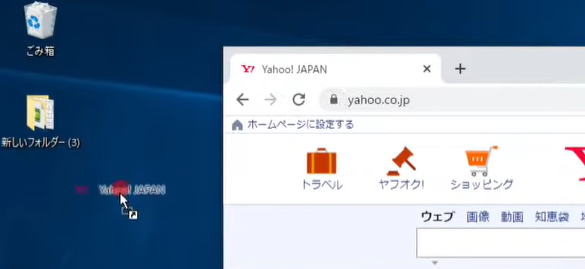 ごみ箱
新しいフォルダー (3)
Yahoo! JAPAN
Yahoo! JAPAN
yahoo.co.jp
ホームページに設定する
トラベル ヤフオク! ショッピング
ウェブ 画像 動画 知恵袋